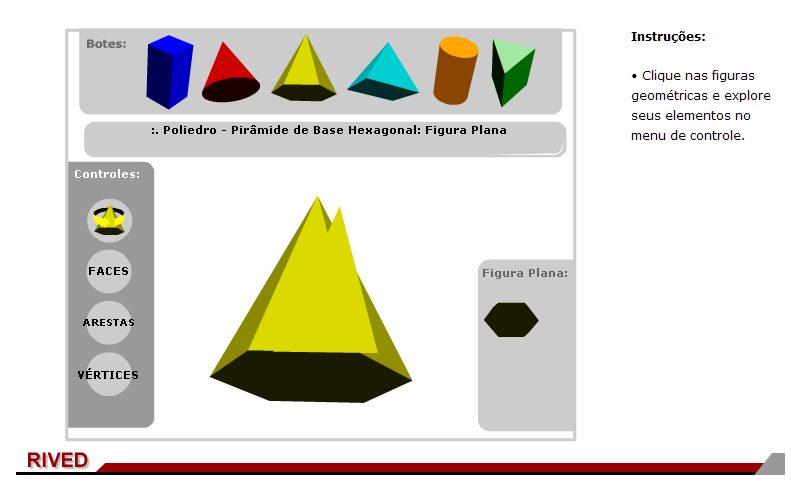 Botes:
:. Poliedro - Pirâmide de Base Hexagonal: Figura Plana
Controles:
FACES
ARESTAS
VÉRTICES
Figura Plana:
Instruções:
• Clique nas figuras
geométricas e explore
seus elementos no
menu de controle.
RIVED